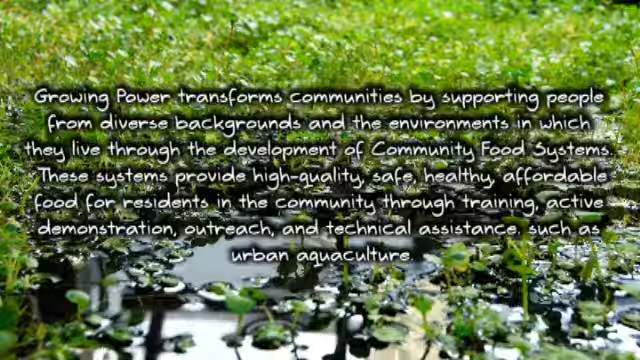 Growing Power transforms communities by supporting people
from diverse backgrounds and the environments in which
they live through the development of Community Food Systems.
These systems provide high-quality, safe, healthy, affordable
food for residents in the community through training, active
demonstration, outreach, and technical assistance, such as
urban aquaculture.